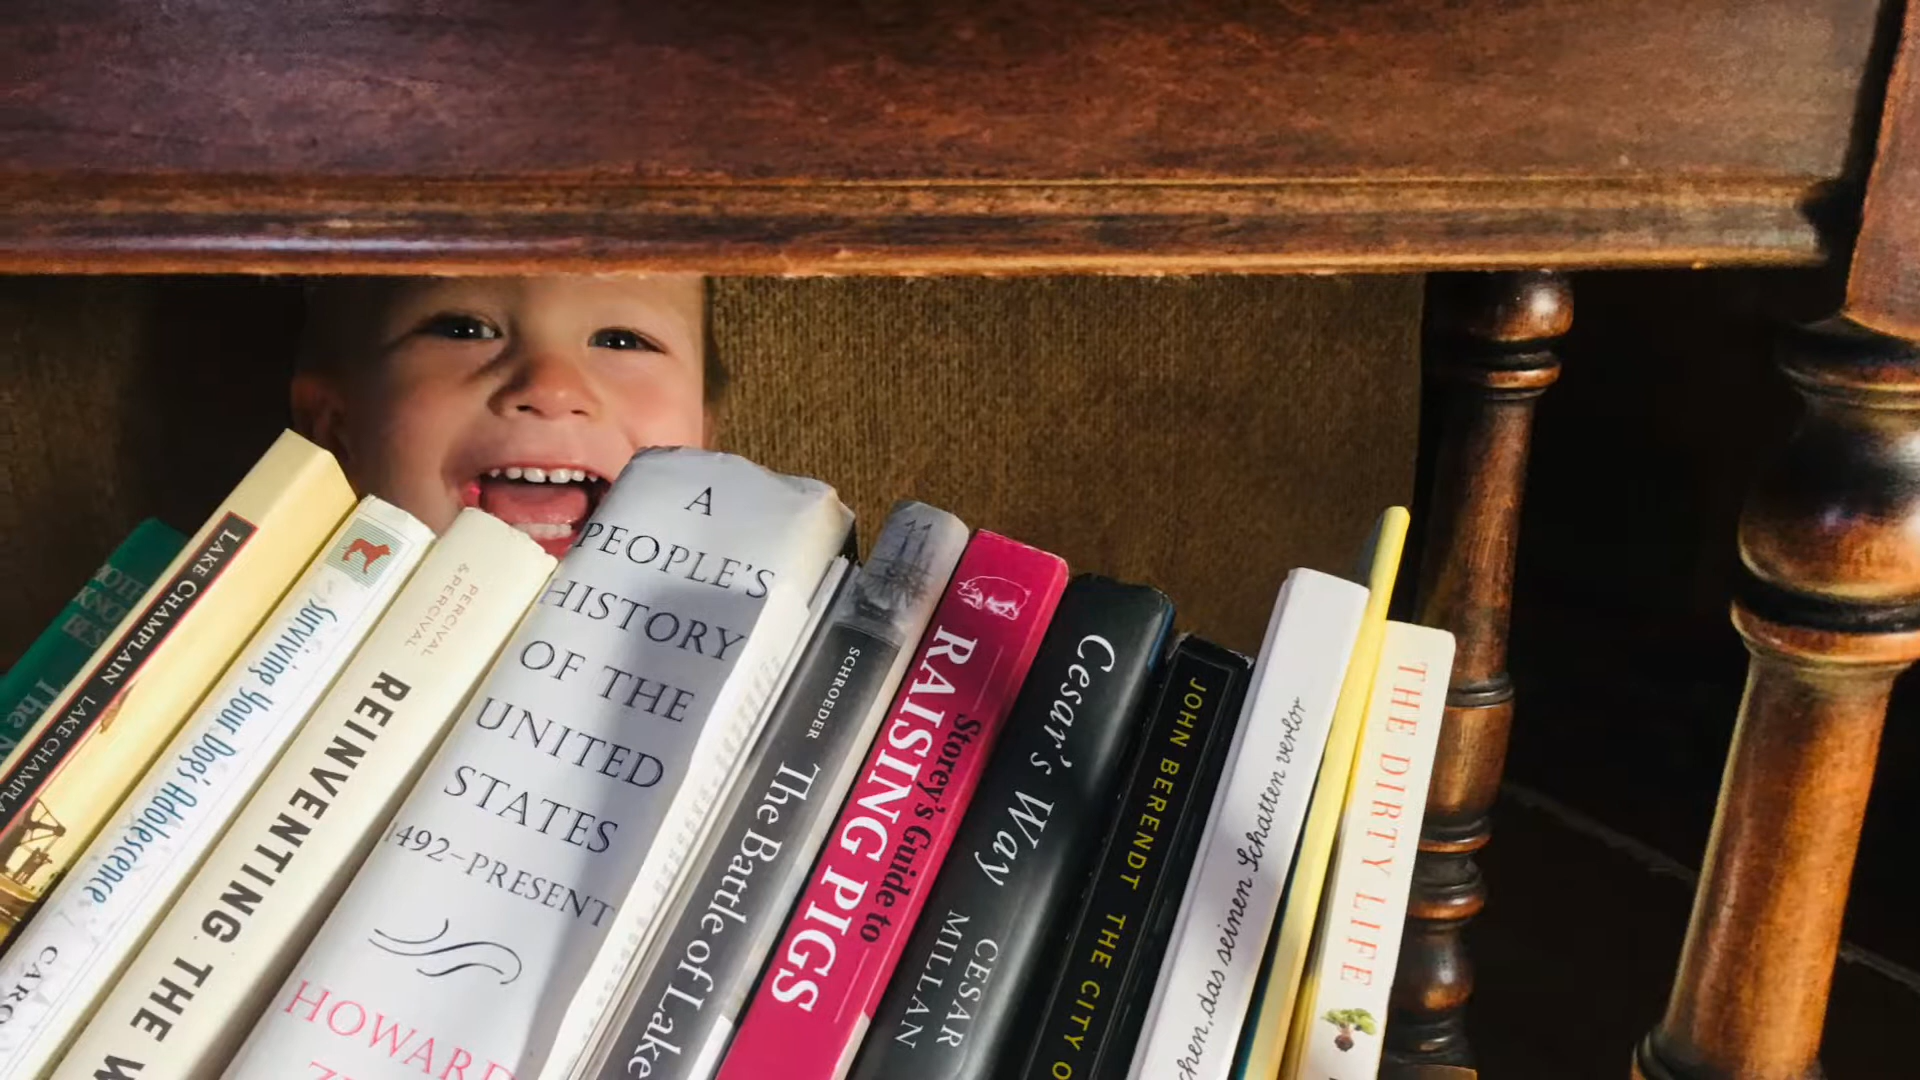 The
LAKE CHAMPLAIN
LAKE CHAMPLA
Surviving Your Dog's Adolescence
CARO
PERCIVAL
& PERCIVAL
REINVENTING THE W
A
PEOPLE'S
HISTORY
OF THE
UNITED
STATES
1492–PRESENT
HOWARD
SCHROEDER
The Battle of Lake
Storey's Guide to
RAISING PIGS
Cesar's Way
CESAR
MILLAN
JOHN BERENDT THE CITY O
chen, das seinen Schatten verlor
THE DIRTY LIFE